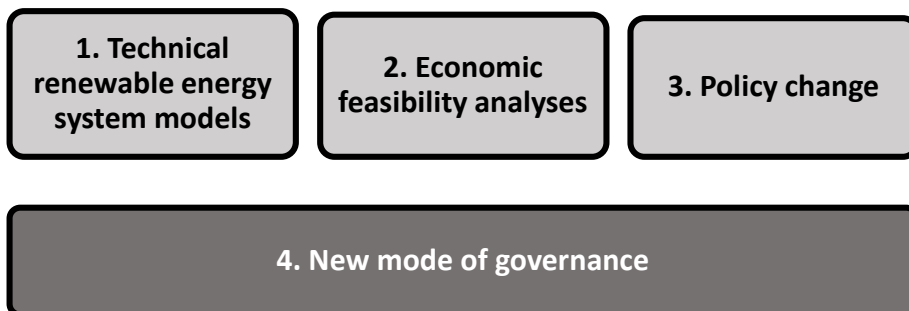 1. Technical
renewable energy
system models
2. Economic
feasibility analyses
3. Policy change
4. New mode of governance